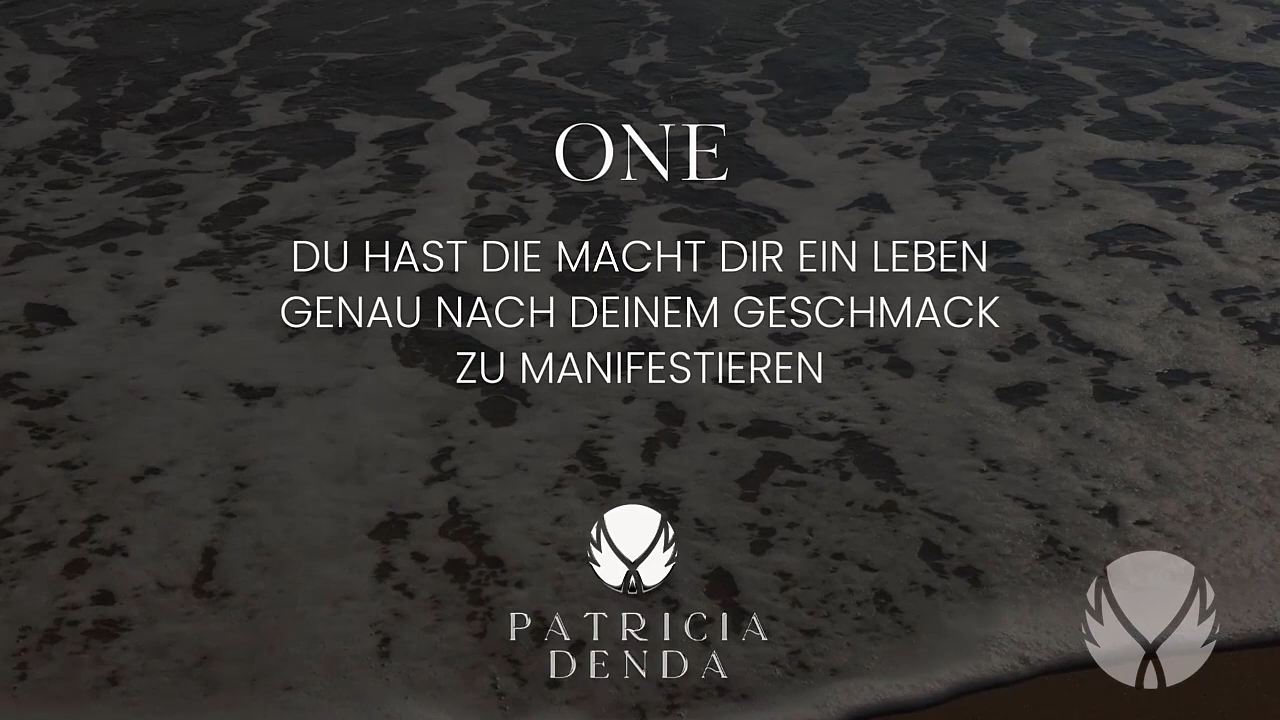 ONE
DU HAST DIE MACHT DIR EIN LEBEN
GENAU NACH DEINEM GESCHMACK
ZU MANIFESTIEREN
PATRICIA
DENDA